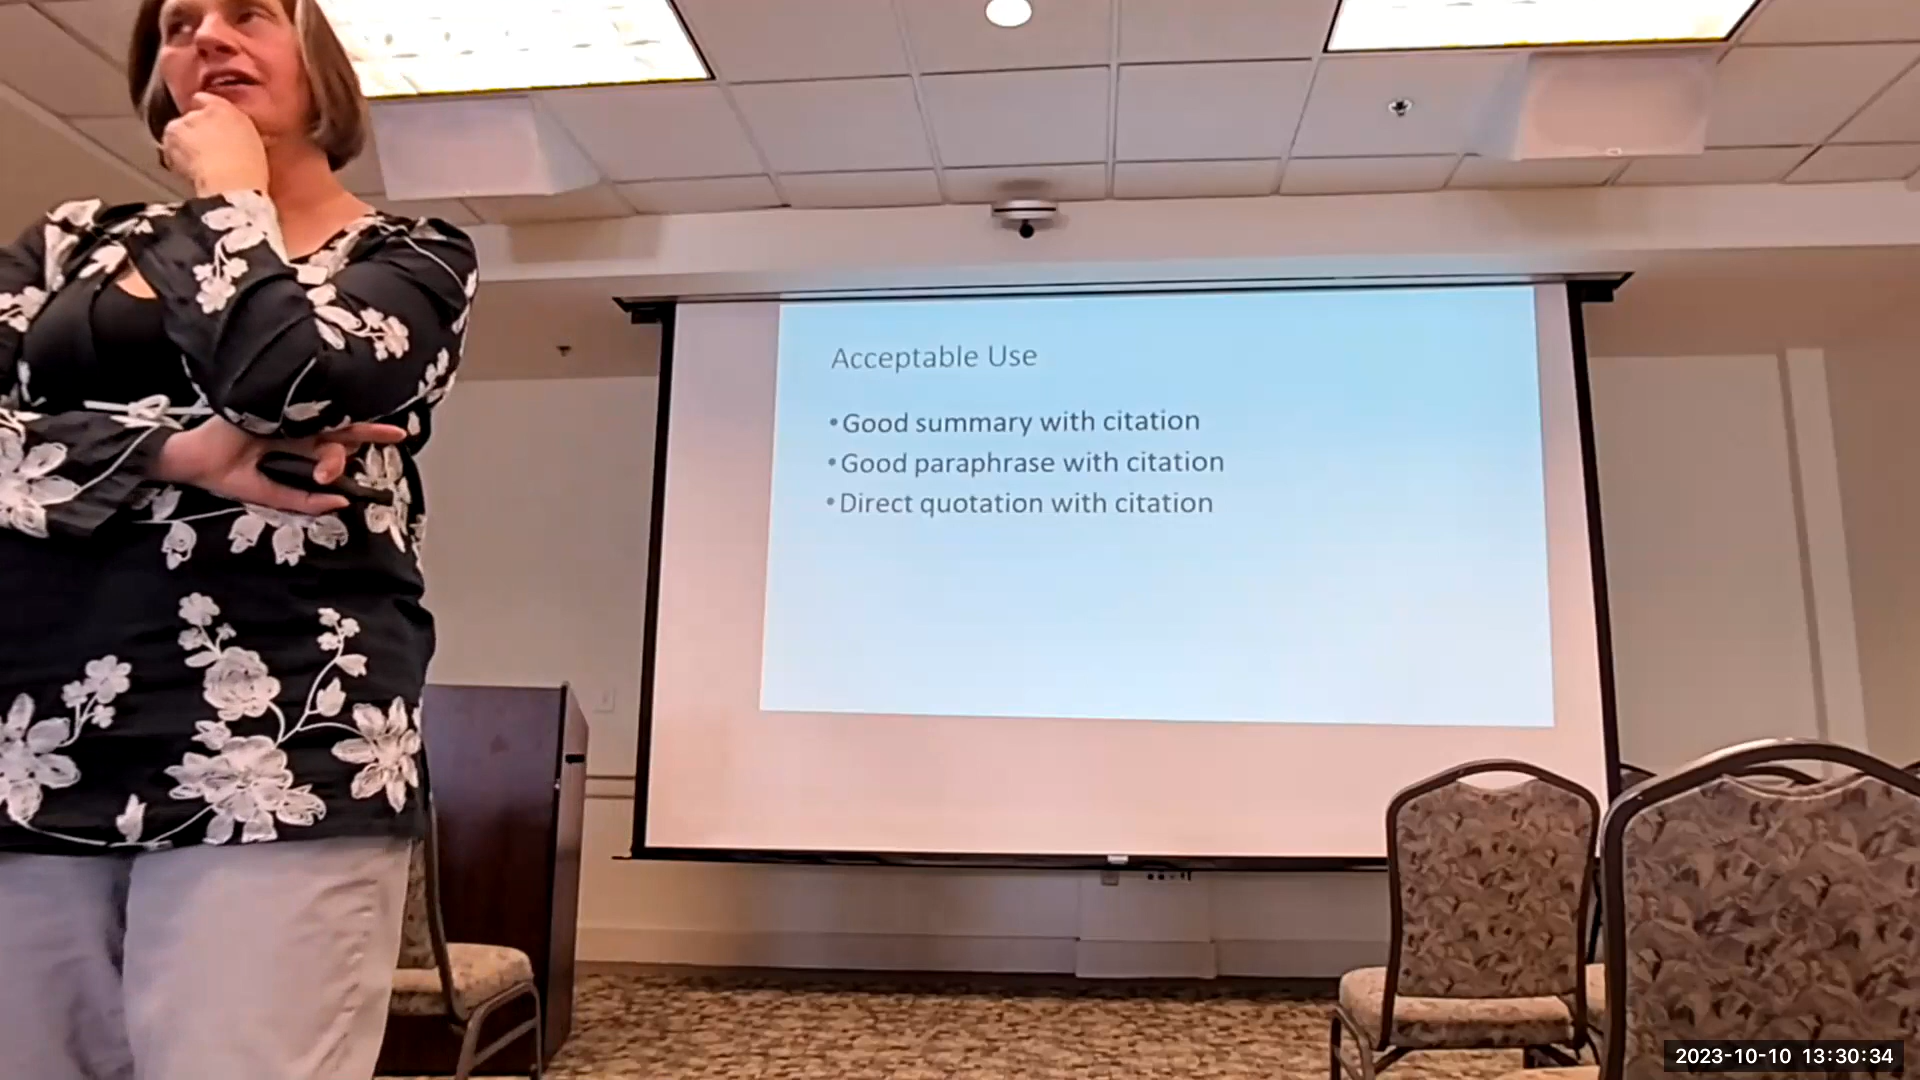 Acceptable Use
•Good summary with citation
•Good paraphrase with citation
•Direct quotation with citation
2023-10-10 13:30:34